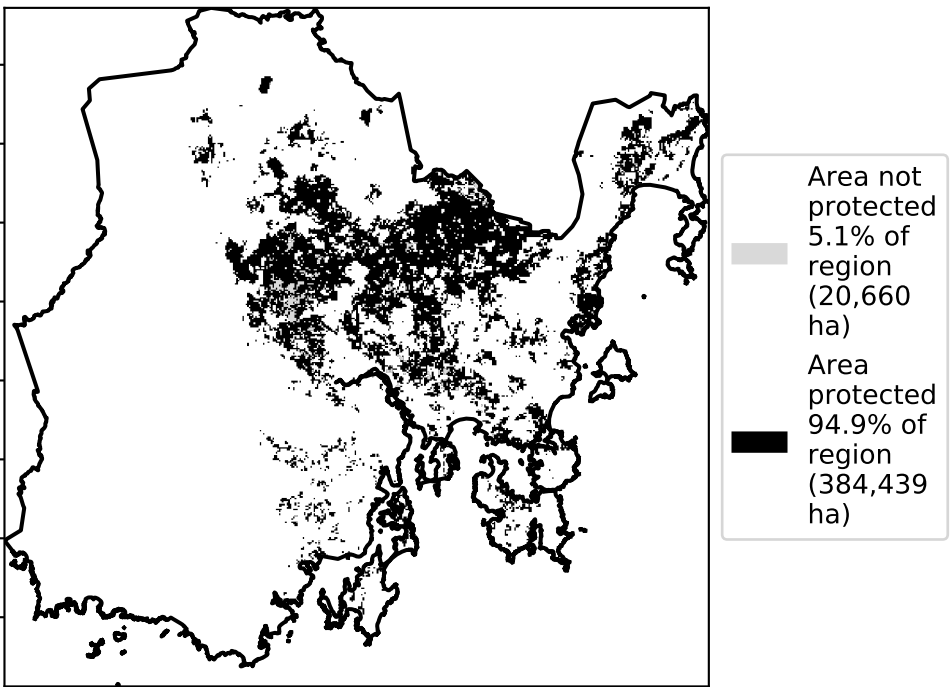 Area not
protected
5.1% of
region
(20,660
ha)
Area
protected
94.9% of
region
(384,439
ha)